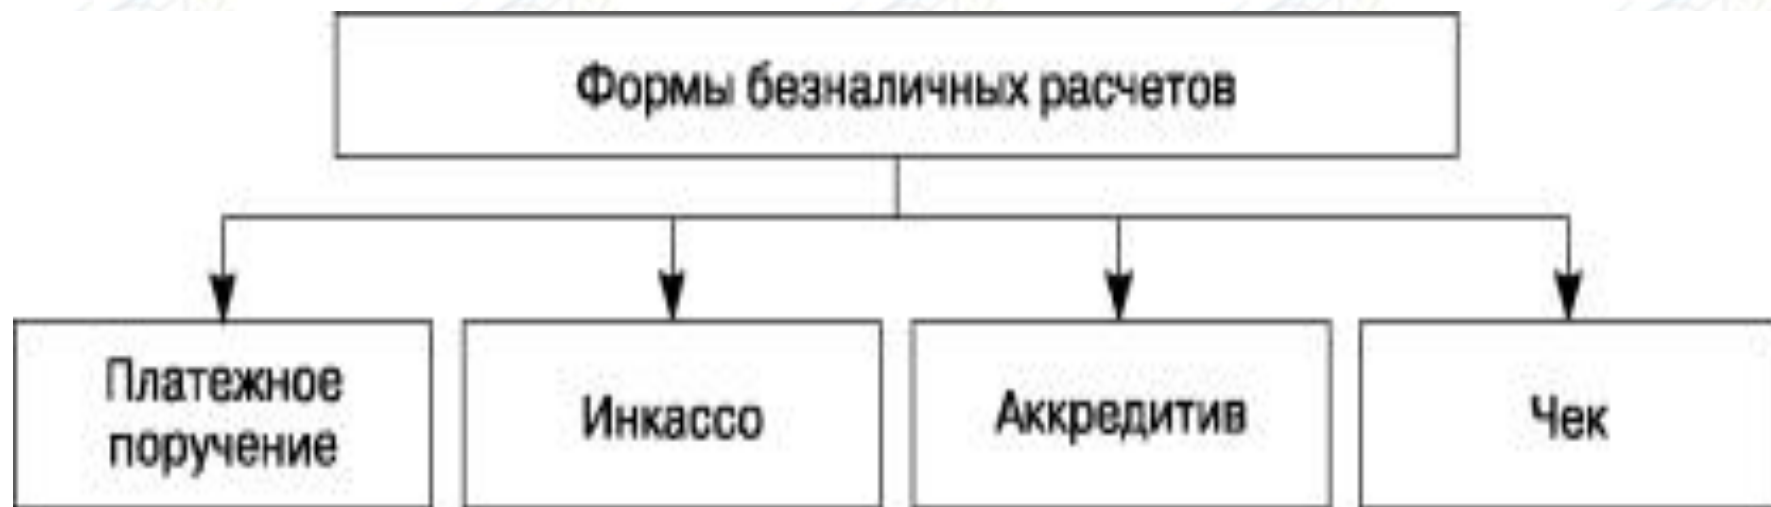 Формы безналичных расчетов
Платежное
поручение
Инкассо
Аккредитив
Чек